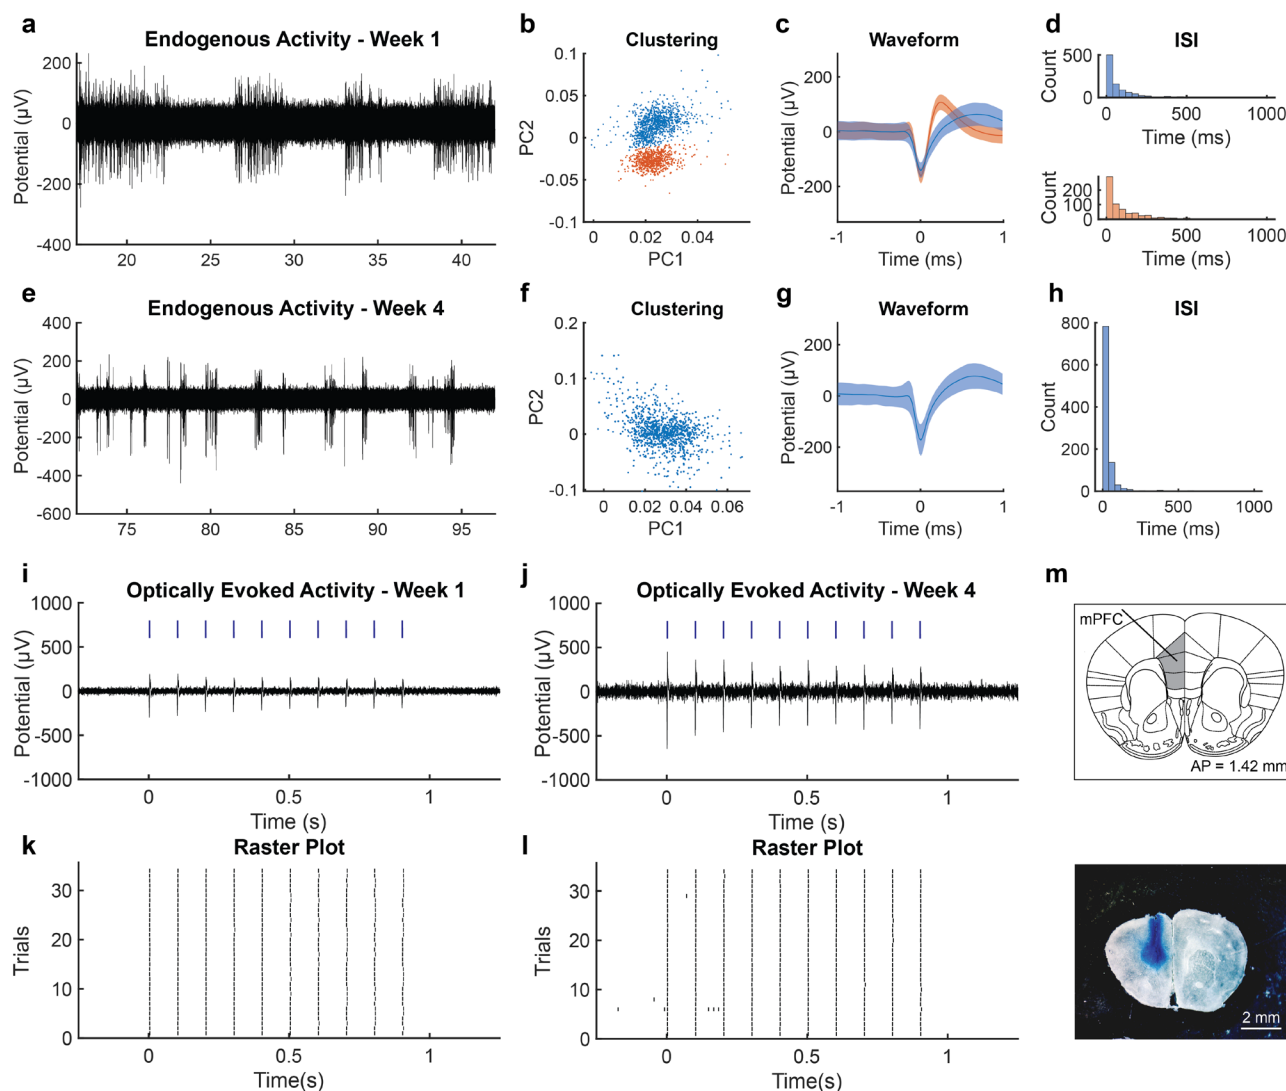 a
Endogenous Activity - Week 1
Potential (µV)
200
0
-200
-400
20 25 30 35 40
b
Clustering
PC2
0.1
0.05
0
-0.05
-0.1
0 0.02 0.04
PC1
c
Waveform
Potential (µV)
200
0
-200
-1 0 1
Time (ms)
d
ISI
Count
500
0
0 500 1000
Time (ms)
Count
200
100
0
0 500 1000
Time (ms)
e
Endogenous Activity - Week 4
Potential (µV)
400
200
0
-200
-400
-600
75 80 85 90 95
f
Clustering
PC2
0.2
0.1
0
-0.1
0 0.02 0.04 0.06
PC1
g
Waveform
Potential (µV)
200
0
-200
-1 0 1
Time (ms)
h
ISI
Count
800
600
400
200
0
0 500 1000
Time (ms)
i
Optically Evoked Activity - Week 1
Potential (µV)
1000
500
0
-500
-1000
0 0.5 1
Time (s)
j
Optically Evoked Activity - Week 4
Potential (µV)
1000
500
0
-500
-1000
0 0.5 1
Time (s)
m
mPFC
AP = 1.42 mm
k
Raster Plot
Trials
30
20
10
0
0 0.5 1
Time(s)
l
Raster Plot
Trials
30
20
10
0
0 0.5 1
Time(s)
2 mm